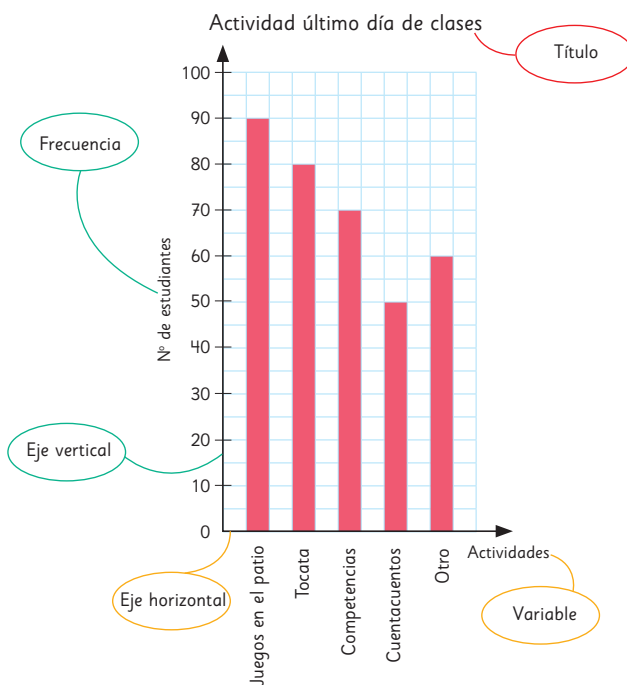 Actividad último día de clases
Título
100
90
Frecuencia
80
70
60
Nº de estudiantes
50
40
30
Eje vertical
20
10
0
Actividades
Eje horizontal
Variable
Juegos en el patio
Tocata
Competencias
Cuentacuentos
Otro